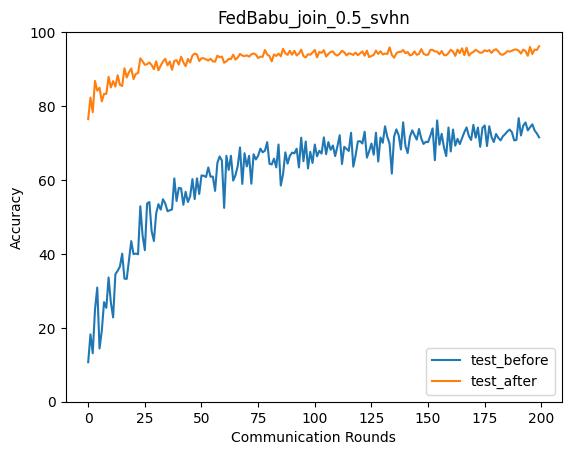 FedBabu_join_0.5_svhn
Accuracy
100
80
60
40
20
0
0 25 50 75 100 125 150 175 200
Communication Rounds
test_before
test_after